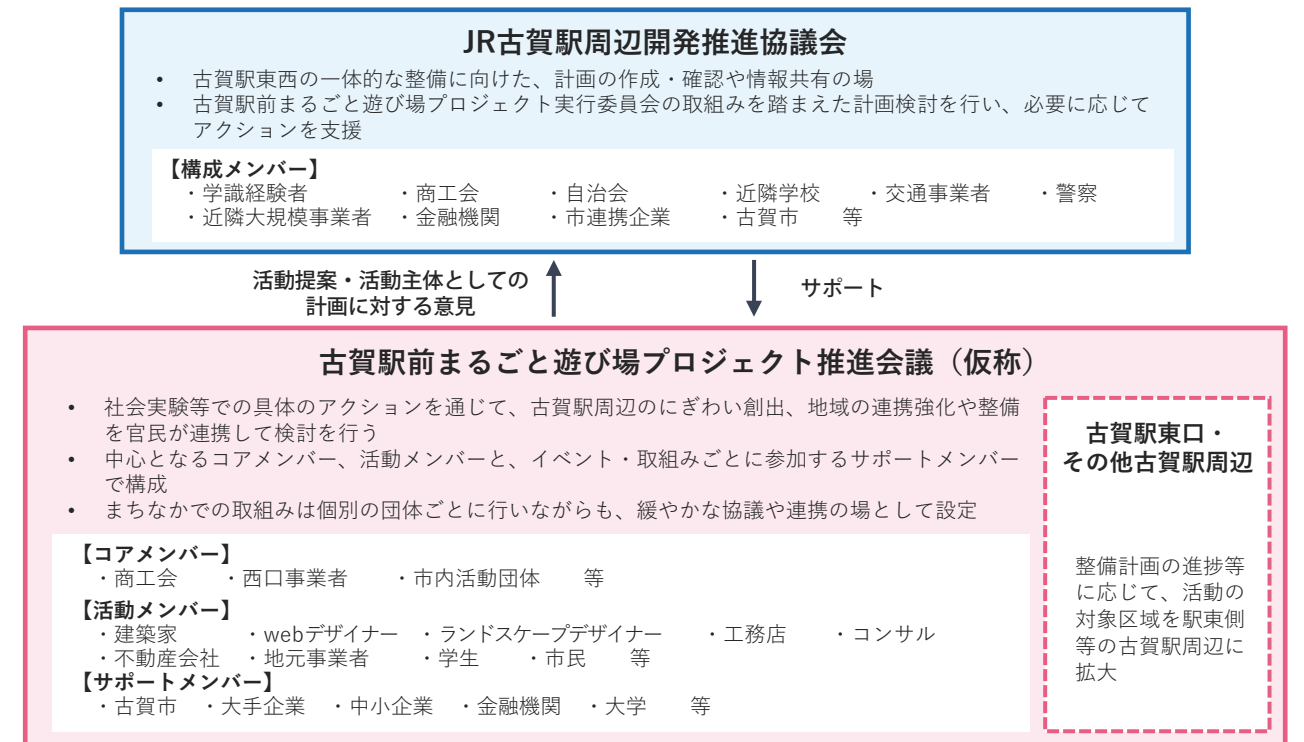 JR古賀駅周辺開発推進協議会
• 古賀駅東西の一体的な整備に向けた、計画の作成・確認や情報共有の場
• 古賀駅前まるごと遊び場プロジェクト実行委員会の取組みを踏まえた計画検討を行い、必要に応じて
アクションを支援
【構成メンバー】
・学識経験者 ・商工会 ・自治会 ・近隣学校 ・交通事業者 ・警察
・近隣大規模事業者 ・金融機関 ・市連携企業 ・古賀市 等
活動提案・活動主体としての
計画に対する意見
サポート
古賀駅前まるごと遊び場プロジェクト推進会議（仮称）
• 社会実験等での具体のアクションを通じて、古賀駅周辺のにぎわい創出、地域の連携強化や整備
を官民が連携して検討を行う
• 中心となるコアメンバー、活動メンバーと、イベント・取組みごとに参加するサポートメンバー
で構成
• まちなかでの取組みは個別の団体ごとに行いながらも、緩やかな協議や連携の場として設定
【コアメンバー】
・商工会 ・西口事業者 ・市内活動団体 等
【活動メンバー】
・建築家 ・webデザイナー ・ランドスケープデザイナー ・工務店 ・コンサル
・不動産会社 ・地元事業者 ・学生 ・市民 等
【サポートメンバー】
・古賀市 ・大手企業 ・中小企業 ・金融機関 ・大学 等
古賀駅東口・
その他古賀駅周辺
整備計画の進捗等
に応じて、活動の
対象区域を駅東側
等の古賀駅周辺に
拡大